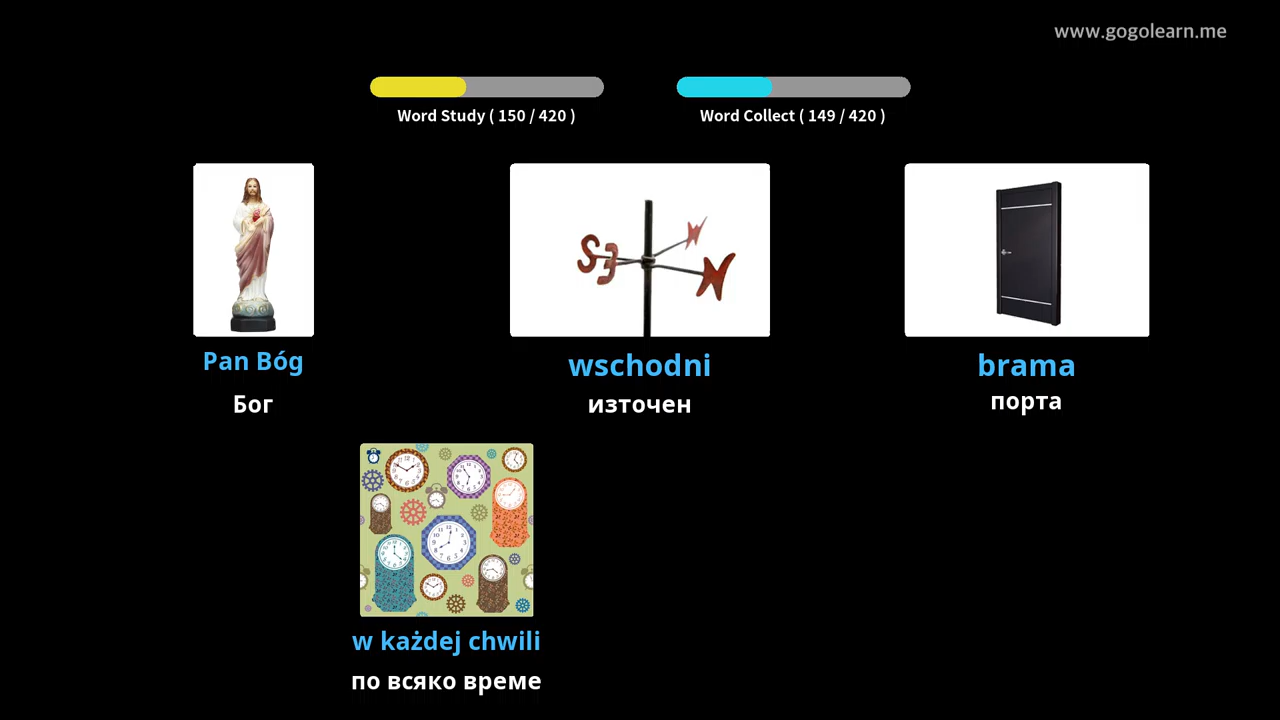 www.gogolearn.me
Word Study ( 150 / 420 )
Word Collect ( 149 / 420 )
Pan Bóg
Бог
wschodni
източен
brama
порта
w każdej chwili
по всяко време